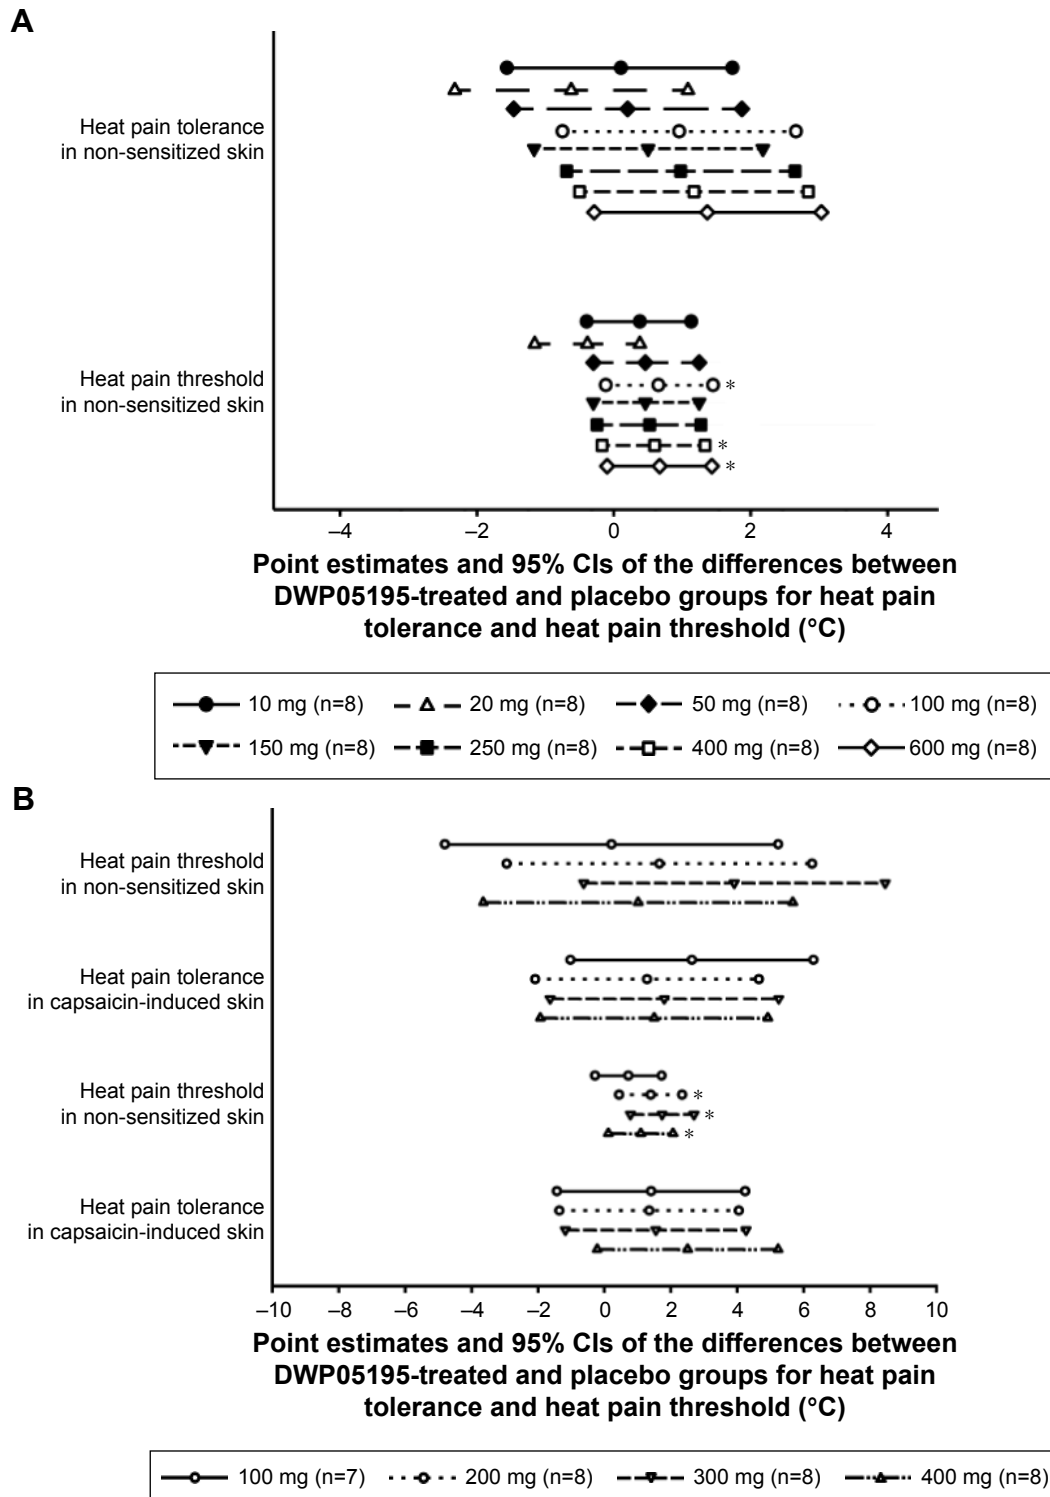 A
Heat pain tolerance
in non-sensitized skin
Heat pain threshold
in non-sensitized skin
*
*
*
–4 –2 0 2 4
Point estimates and 95% CIs of the differences between
DWP05195-treated and placebo groups for heat pain
tolerance and heat pain threshold (°C)
10 mg (n=8) 20 mg (n=8) 50 mg (n=8) 100 mg (n=8)
150 mg (n=8) 250 mg (n=8) 400 mg (n=8) 600 mg (n=8)
B
Heat pain threshold
in non-sensitized skin
Heat pain tolerance
in capsaicin-induced skin
Heat pain threshold
in non-sensitized skin
*
*
*
Heat pain tolerance
in capsaicin-induced skin
–10 –8 –6 –4 –2 0 2 4 6 8 10
Point estimates and 95% CIs of the differences between
DWP05195-treated and placebo groups for heat pain
tolerance and heat pain threshold (°C)
100 mg (n=7) 200 mg (n=8) 300 mg (n=8) 400 mg (n=8)